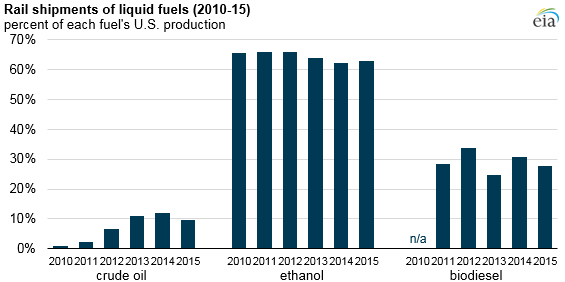 Rail shipments of liquid fuels (2010-15)
percent of each fuel's U.S. production
eia
70%
60%
50%
40%
30%
20%
10%
0%
n/a
2010 2011 2012 2013 2014 2015 2010 2011 2012 2013 2014 2015 2010 2011 2012 2013 2014 2015
crude oil ethanol biodiesel